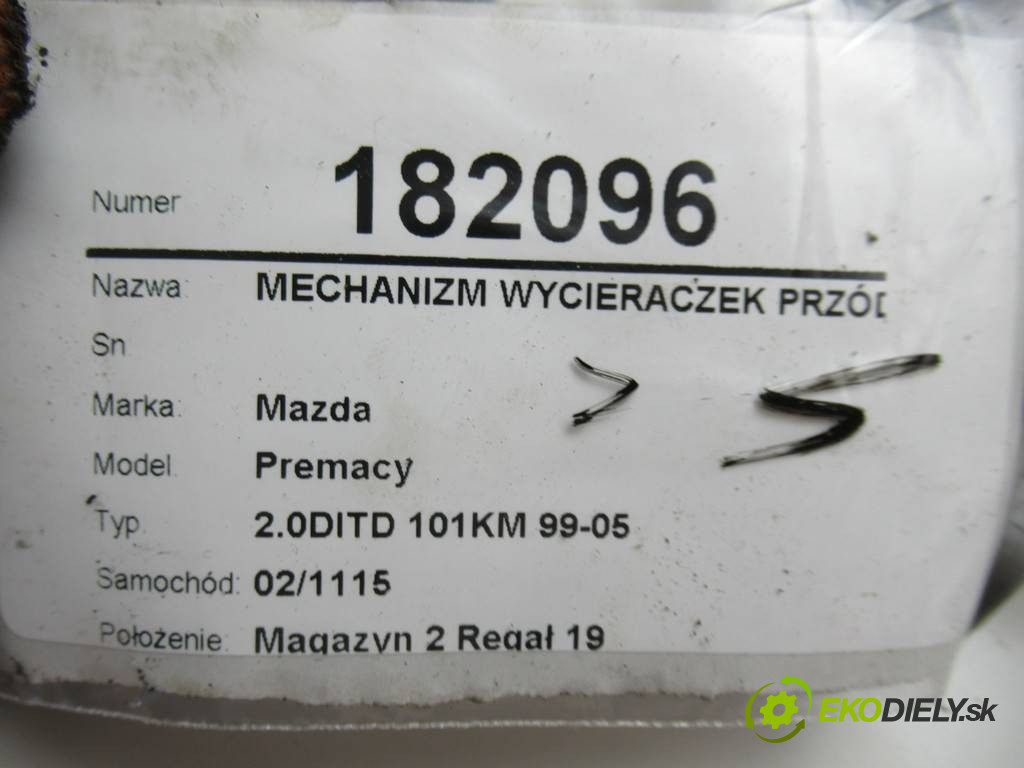 Numer 182096
Nazwa: MECHANIZM WYCIERACZEK PRZÓD
Sn
Marka: Mazda
Model Premacy
Typ. 2.0DITD 101KM 99-05
Samochód: 02/1115
Położenie: Magazyn 2 Regał 19
> S
EKODIELY.sk